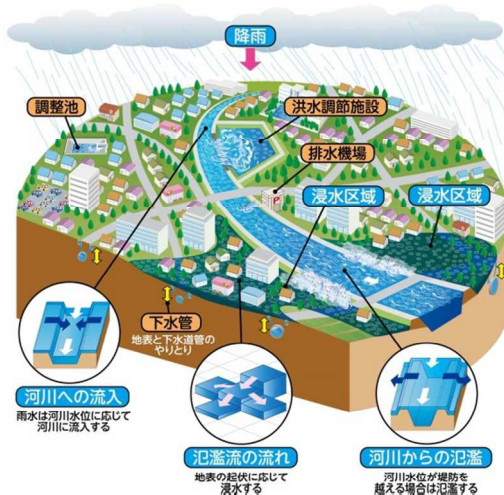 降雨
調整池
洪水調節施設
排水機場
P
浸水区域
浸水区域
下水管
地表と下水道管の
やりとり
河川への流入
雨水は河川水位に応じて
河川に流入する
氾濫流の流れ
地表の起伏に応じて
浸水する
河川からの氾濫
河川水位が堤防を
越える場合は氾濫する